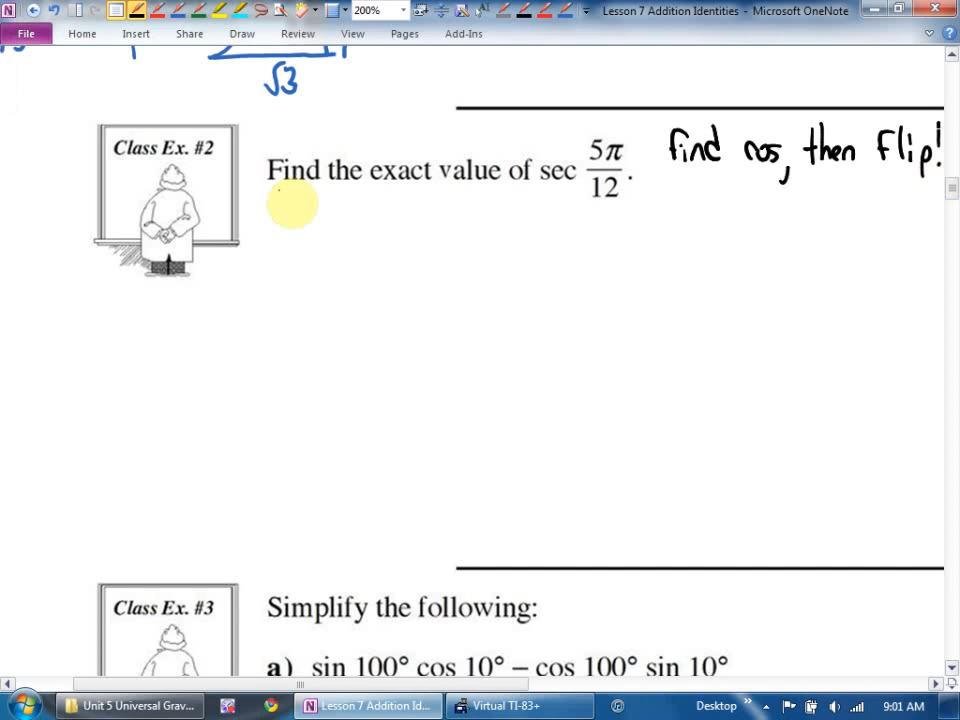 200%
Lesson 7 Addition Identities - Microsoft OneNote
File Home Insert Share Draw Review View Pages Add-Ins
√3
Class Ex. #2
Find the exact value of sec 5π/12.
find cos, then flip!
Class Ex. #3
Simplify the following:
a) sin 100° cos 10° – cos 100° sin 10°
Unit 5 Universal Grav... Lesson 7 Addition Id... Virtual TI-83+ Desktop 9:01 AM